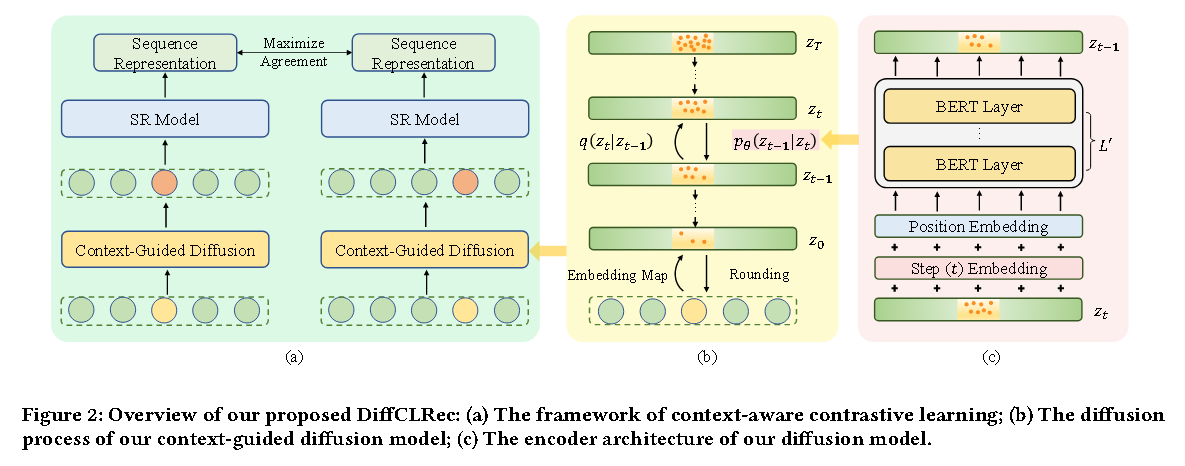 Sequence
Representation
Maximize
Agreement
Sequence
Representation
SR Model
SR Model
Context-Guided Diffusion
Context-Guided Diffusion
(a)
z_T
z_t
q(z_t|z_{t-1})
p_θ(z_{t-1}|z_t)
z_{t-1}
z_0
Embedding Map
Rounding
(b)
z_{t-1}
BERT Layer
BERT Layer
L′
Position Embedding
+ + + + +
Step (t) Embedding
+ + + + +
z_t
(c)
Figure 2: Overview of our proposed DiffCLRec: (a) The framework of context-aware contrastive learning; (b) The diffusion
process of our context-guided diffusion model; (c) The encoder architecture of our diffusion model.